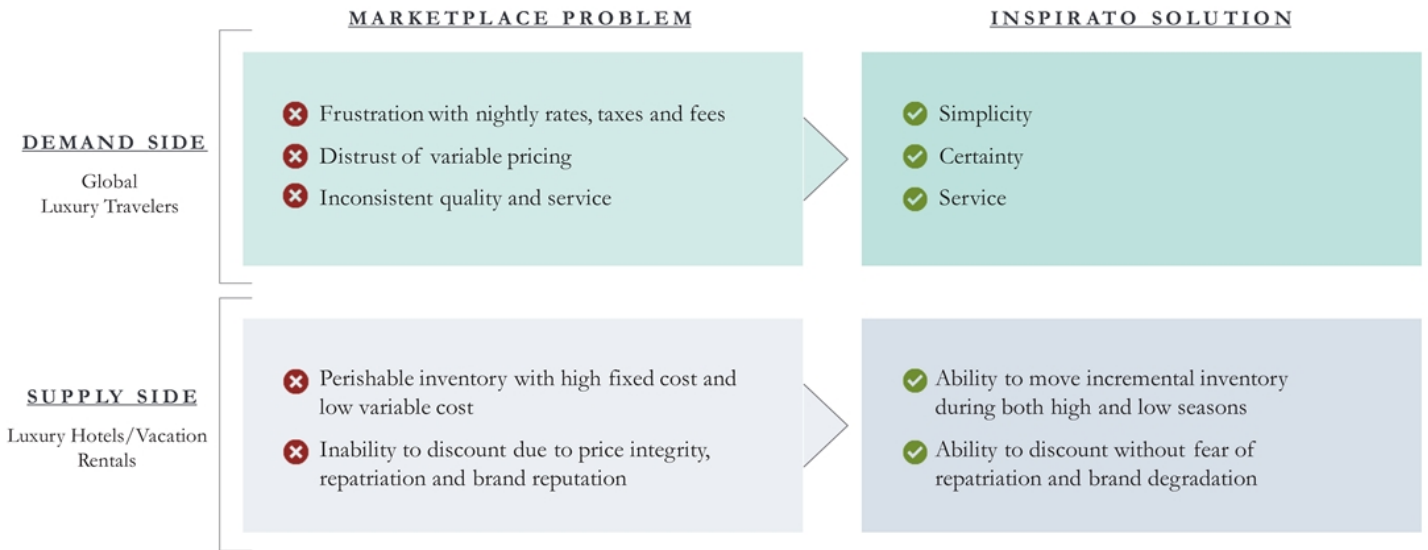 MARKETPLACE PROBLEM
INSPIRATO SOLUTION
DEMAND SIDE
Global
Luxury Travelers
Frustration with nightly rates, taxes and fees
Distrust of variable pricing
Inconsistent quality and service
Simplicity
Certainty
Service
SUPPLY SIDE
Luxury Hotels/Vacation
Rentals
Perishable inventory with high fixed cost and
low variable cost
Inability to discount due to price integrity,
repatriation and brand reputation
Ability to move incremental inventory
during both high and low seasons
Ability to discount without fear of
repatriation and brand degradation